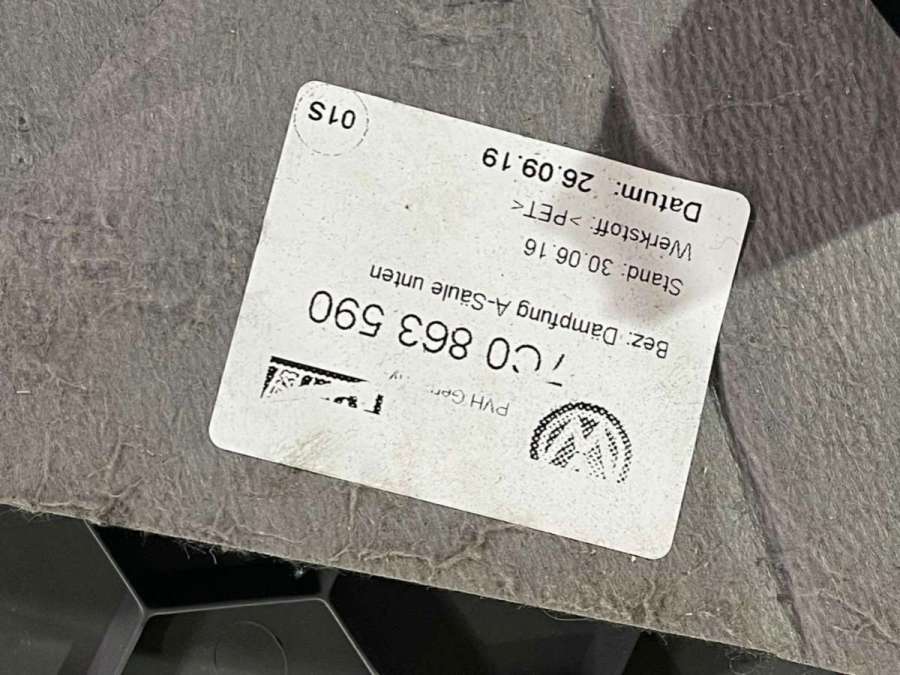 PVH
7C0 863 590
Bez: Dämpfung A-Säule unten
Stand: 30.06.16
Werkstoff: >PET<
Datum: 26.09.19
01S